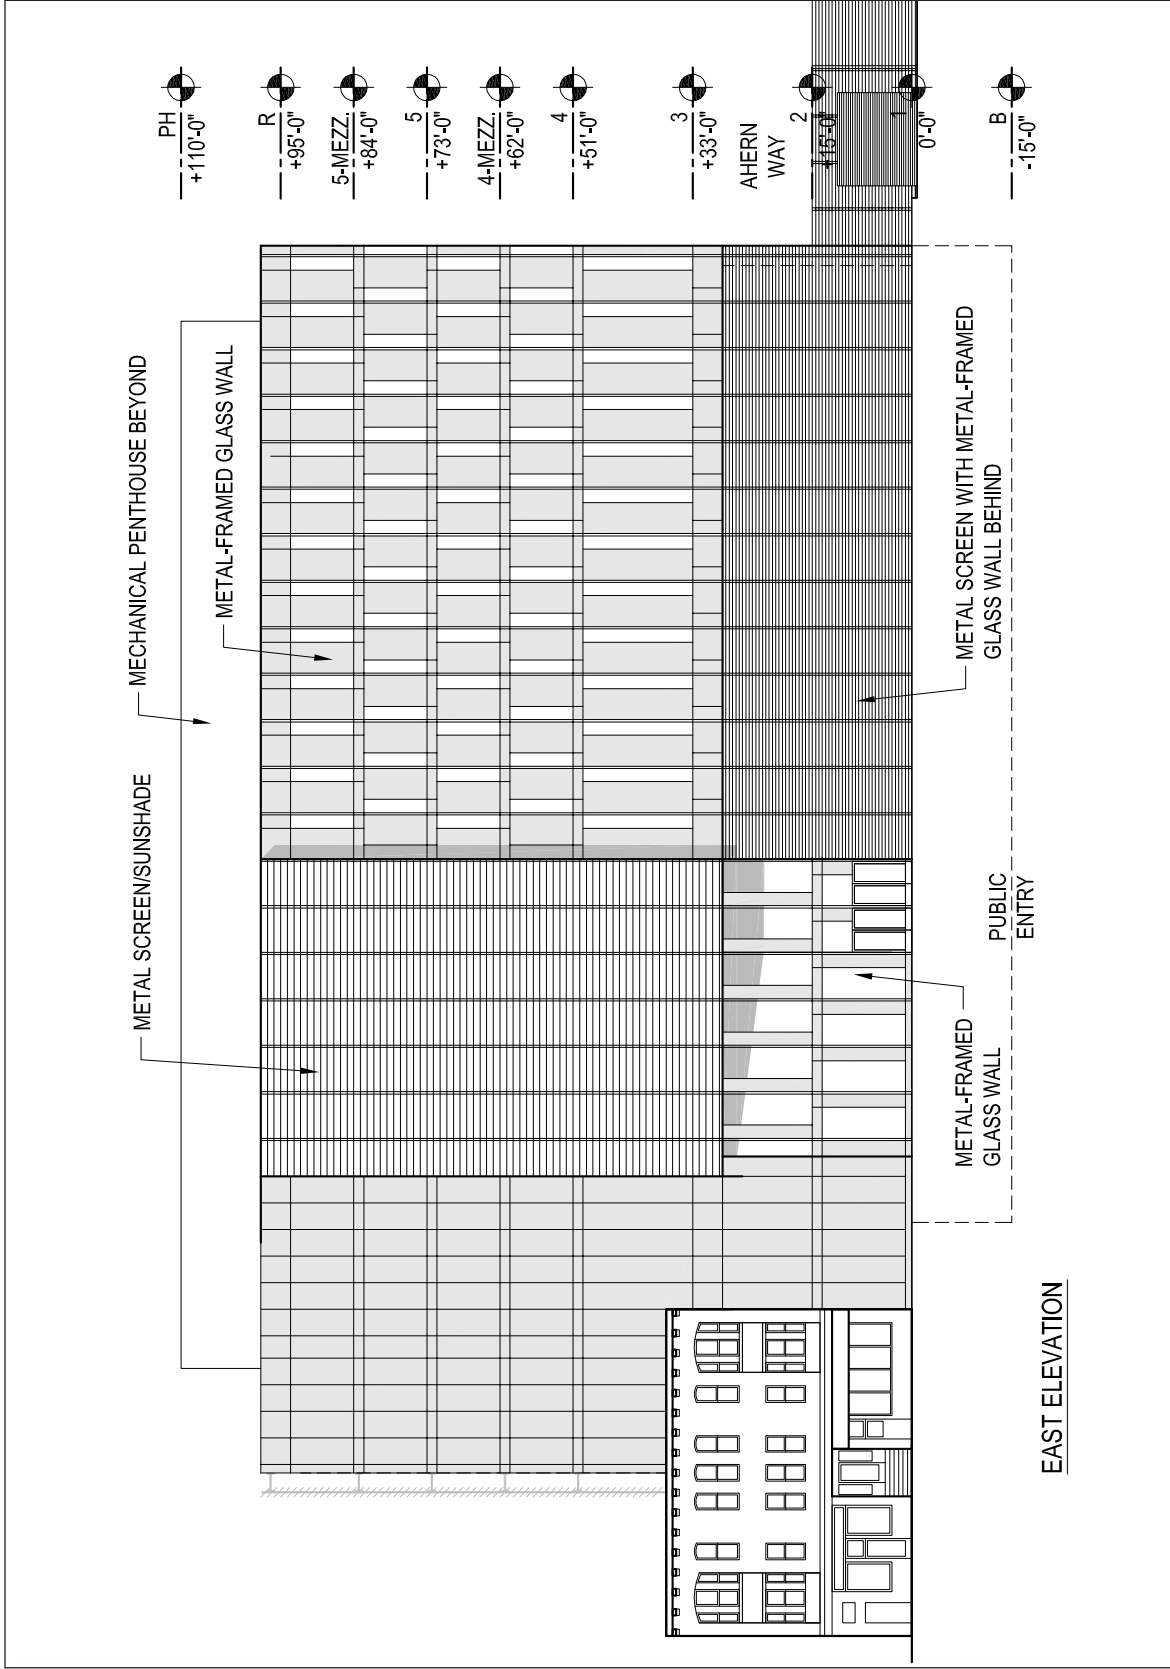 MECHANICAL PENTHOUSE BEYOND
METAL SCREEN/SUNSHADE
METAL-FRAMED GLASS WALL
PH
+110'-0"
R
+95'-0"
5-MEZZ.
+84'-0"
5
+73'-0"
4-MEZZ.
+62'-0"
4
+51'-0"
3
+33'-0"
AHERN
WAY
2
+15'-0"
1
0'-0"
B
-15'-0"
METAL-FRAMED
GLASS WALL
PUBLIC
ENTRY
METAL SCREEN WITH METAL-FRAMED
GLASS WALL BEHIND
EAST ELEVATION